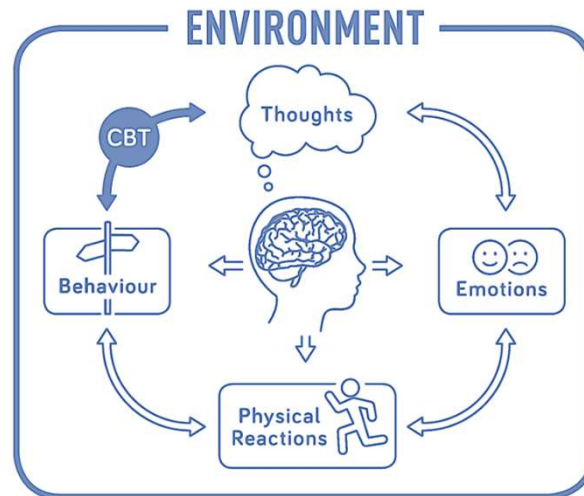 ENVIRONMENT
Thoughts
CBT
Behaviour
Emotions
Physical
Reactions